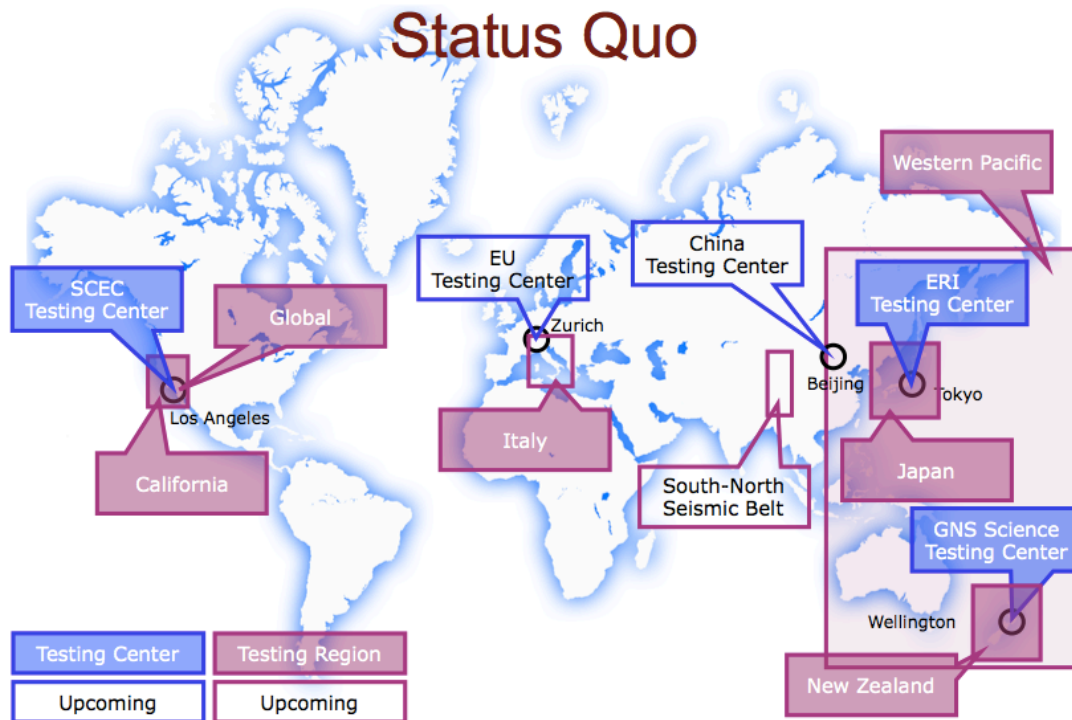 Status Quo
Western Pacific
EU
Testing Center
China
Testing Center
SCEC
Testing Center
Global
ERI
Testing Center
Zurich
Beijing
Tokyo
Los Angeles
Italy
California
South-North
Seismic Belt
Japan
GNS Science
Testing Center
Wellington
New Zealand
Testing Center
Testing Region
Upcoming
Upcoming